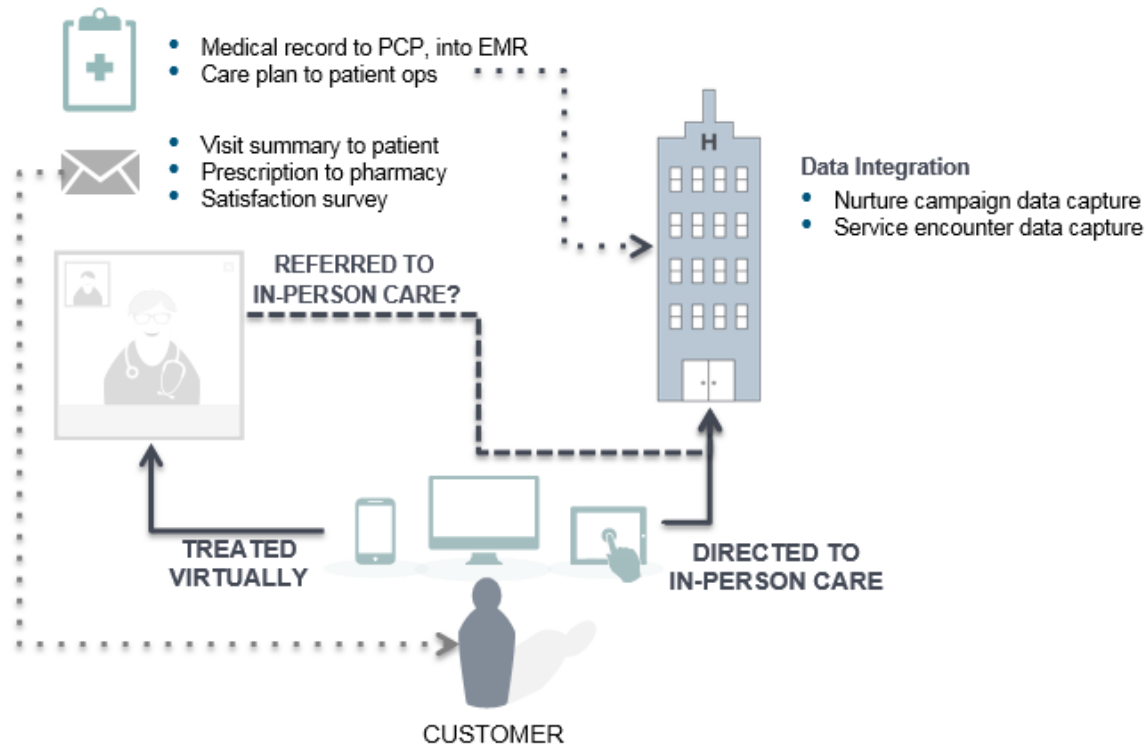 Medical record to PCP, into EMR
Care plan to patient ops
Visit summary to patient
Prescription to pharmacy
Satisfaction survey
H
Data Integration
Nurture campaign data capture
Service encounter data capture
REFERRED TO
IN-PERSON CARE?
TREATED
VIRTUALLY
DIRECTED TO
IN-PERSON CARE
CUSTOMER